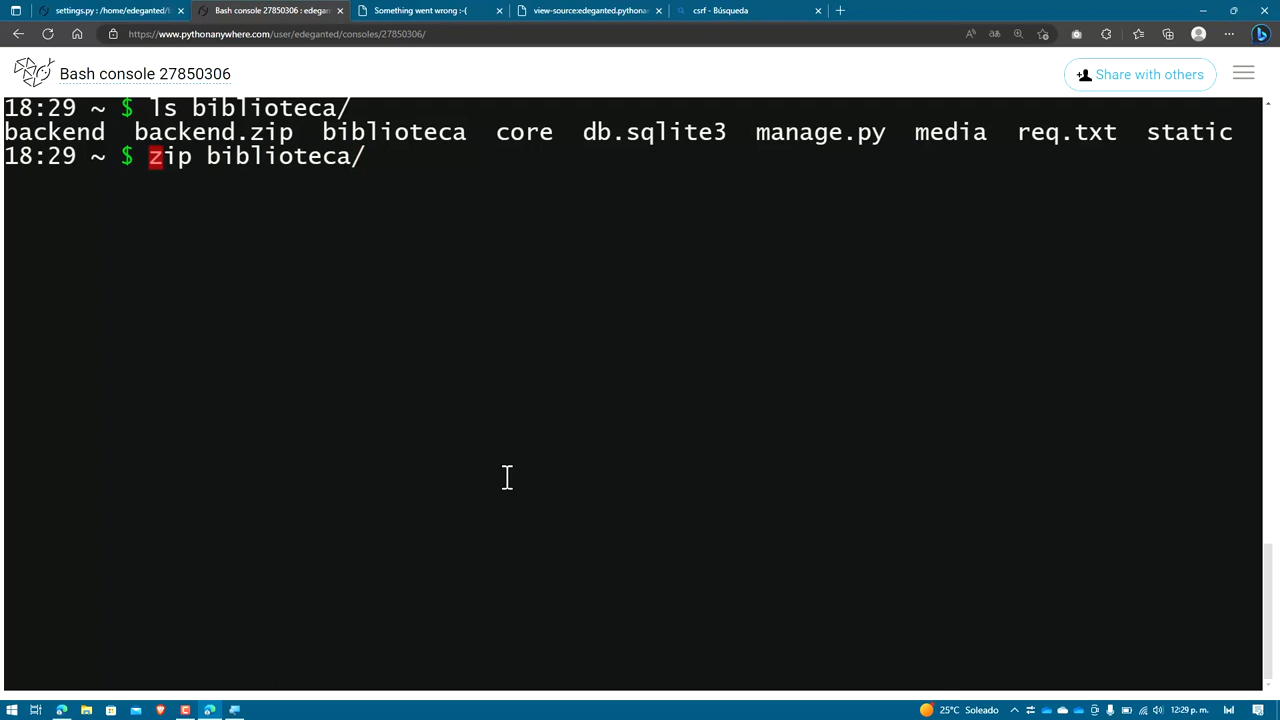 settings.py : /home/edeganted/l
Bash console 27850306 : edegan
Something went wrong :-(
view-source:edeganted.pythonan
csrf - Búsqueda
https://www.pythonanywhere.com/user/edeganted/consoles/27850306/
Bash console 27850306
Share with others
18:29 ~ $ ls biblioteca/
backend backend.zip biblioteca core db.sqlite3 manage.py media req.txt static
18:29 ~ $ zip biblioteca/
25°C Soleado
12:29 p. m.